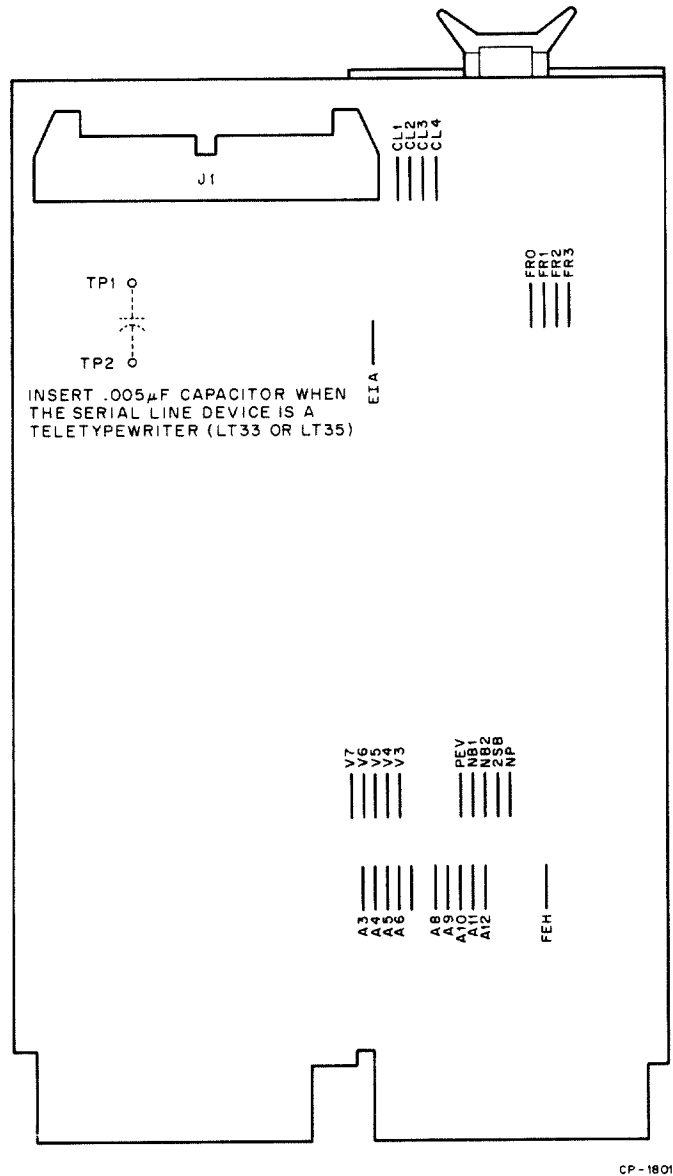 J1
CL1
CL2
CL3
CL4
FR0
FR1
FR2
FR3
TP1
TP2
EIA
INSERT .005μF CAPACITOR WHEN
THE SERIAL LINE DEVICE IS A
TELETYPEWRITER (LT33 OR LT35)
V7
V6
V5
V4
V3
PEV
NB1
NB2
2SB
NP
A3
A4
A5
A6
A8
A9
A10
A11
A12
FEH
CP-1801